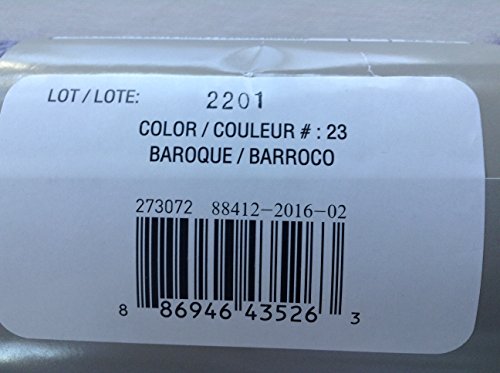 LOT / LOTE: 2201
COLOR / COULEUR # : 23
BAROQUE / BARROCO
273072 88412-2016-02
8 86946 43526 3